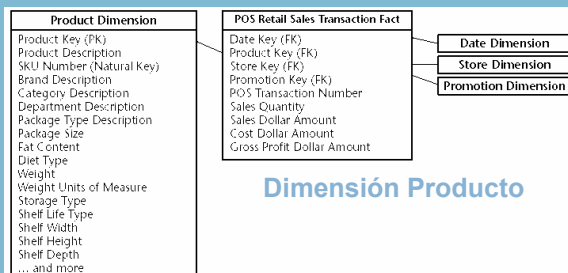 Product Dimension
Product Key (PK)
Product Description
SKU Number (Natural Key)
Brand Description
Category Description
Department Description
Package Type Description
Package Size
Fat Content
Diet Type
Weight
Weight Units of Measure
Storage Type
Shelf Life Type
Shelf Width
Shelf Height
Shelf Depth
... and more
POS Retail Sales Transaction Fact
Date Key (FK)
Product Key (FK)
Store Key (FK)
Promotion Key (FK)
POS Transaction Number
Sales Quantity
Sales Dollar Amount
Cost Dollar Amount
Gross Profit Dollar Amount
Date Dimension
Store Dimension
Promotion Dimension
Dimensión Producto